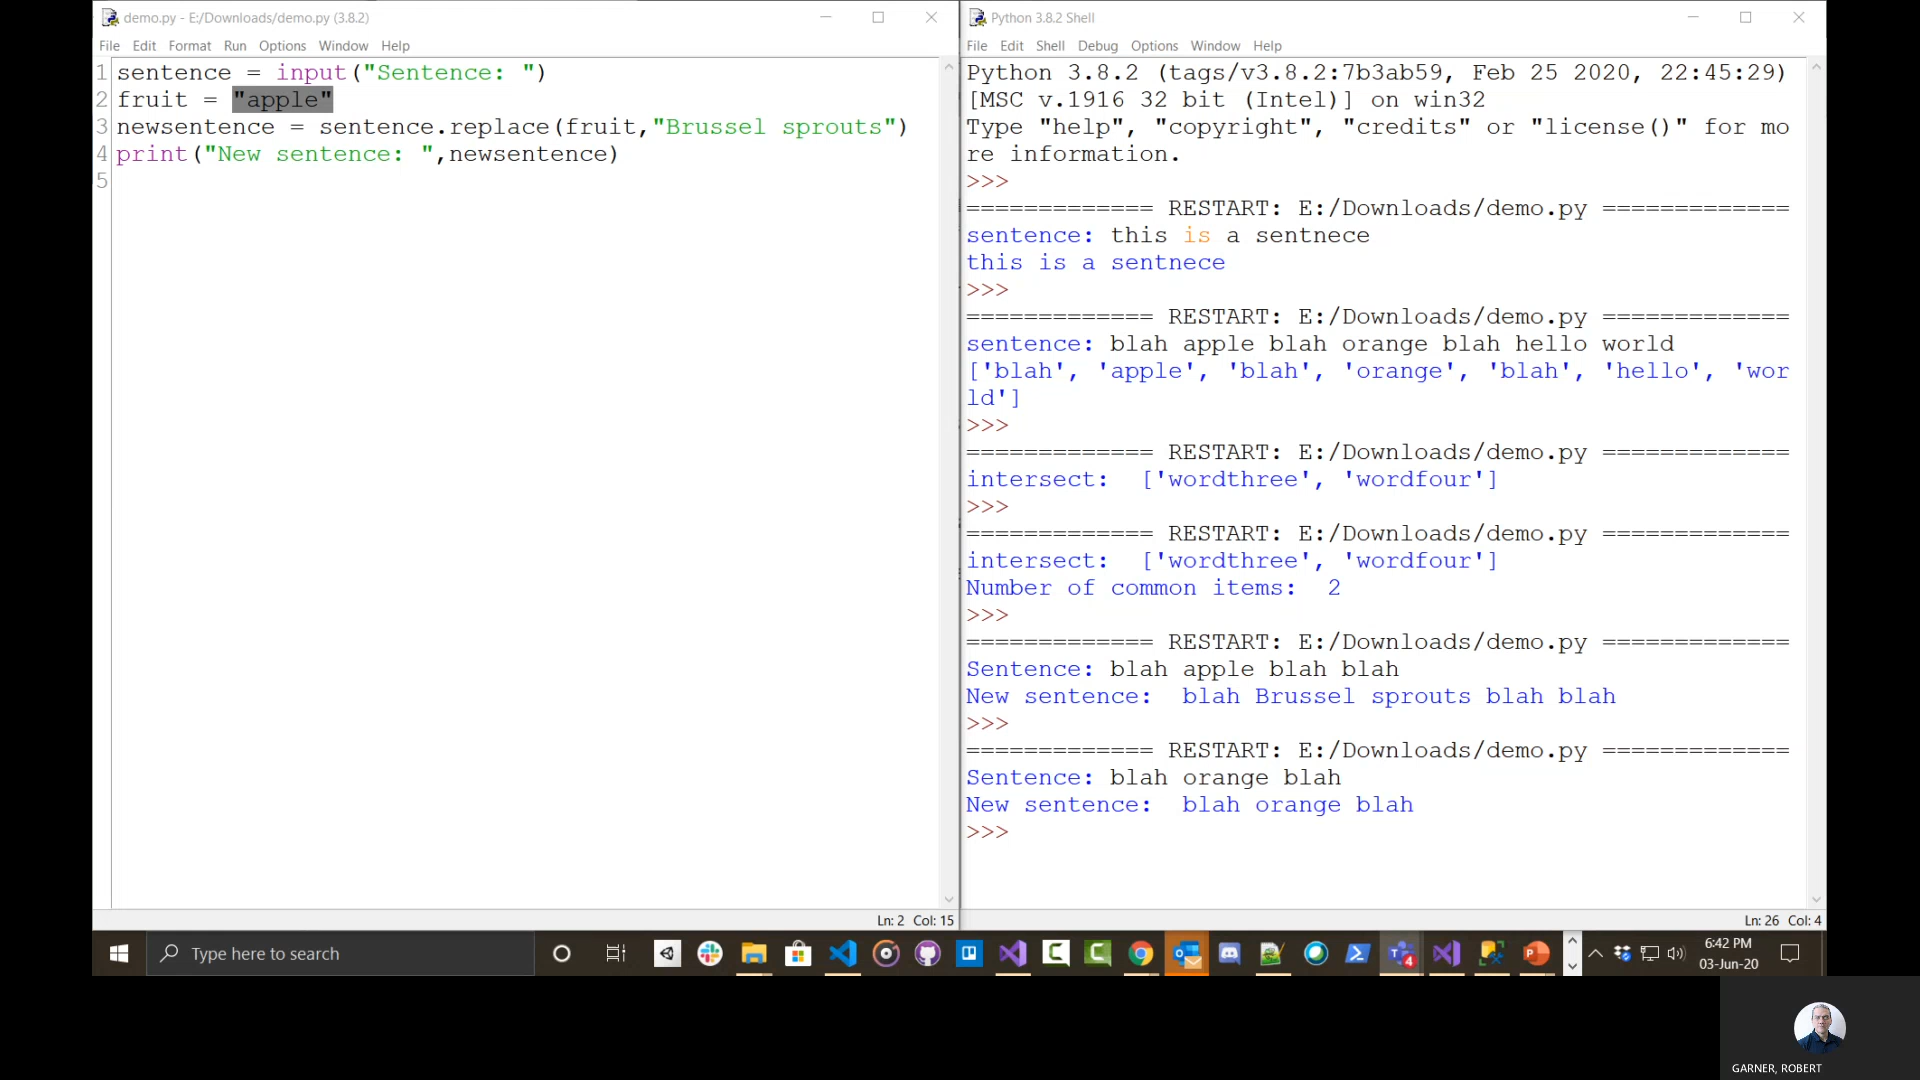 demo.py - E:/Downloads/demo.py (3.8.2)
File Edit Format Run Options Window Help
1 sentence = input("Sentence: ")
2 fruit = "apple"
3 newsentence = sentence.replace(fruit,"Brussel sprouts")
4 print("New sentence: ",newsentence)
5
Ln: 2 Col: 15
Python 3.8.2 Shell
File Edit Shell Debug Options Window Help
Python 3.8.2 (tags/v3.8.2:7b3ab59, Feb 25 2020, 22:45:29)
[MSC v.1916 32 bit (Intel)] on win32
Type "help", "copyright", "credits" or "license()" for mo
re information.
>>>
============= RESTART: E:/Downloads/demo.py =============
sentence: this is a sentnece
this is a sentnece
>>>
============= RESTART: E:/Downloads/demo.py =============
sentence: blah apple blah orange blah hello world
['blah', 'apple', 'blah', 'orange', 'blah', 'hello', 'wor
ld']
>>>
============= RESTART: E:/Downloads/demo.py =============
intersect:  ['wordthree', 'wordfour']
>>>
============= RESTART: E:/Downloads/demo.py =============
intersect:  ['wordthree', 'wordfour']
Number of common items:  2
>>>
============= RESTART: E:/Downloads/demo.py =============
Sentence: blah apple blah blah
New sentence:  blah Brussel sprouts blah blah
>>>
============= RESTART: E:/Downloads/demo.py =============
Sentence: blah orange blah
New sentence:  blah orange blah
>>>
Ln: 26 Col: 4
Type here to search
4
6:42 PM
03-Jun-20
GARNER, ROBERT